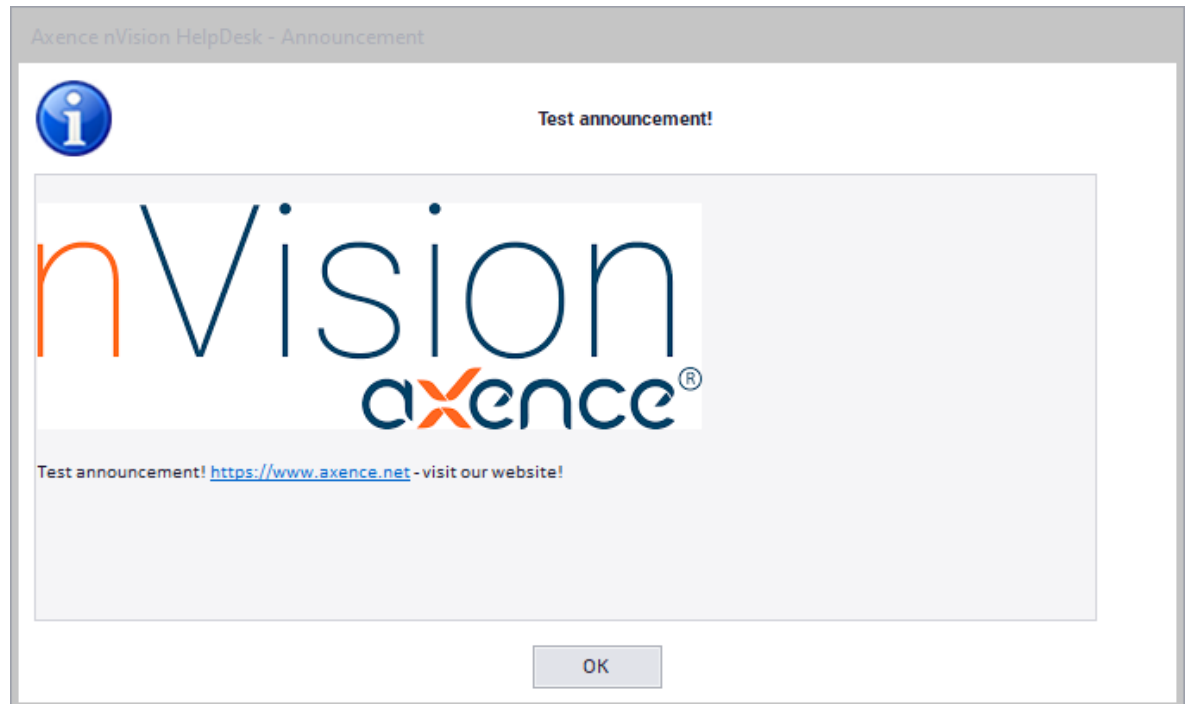 Axence nVision HelpDesk - Announcement
Test announcement!
nVision
axence®
Test announcement! https://www.axence.net - visit our website!
OK